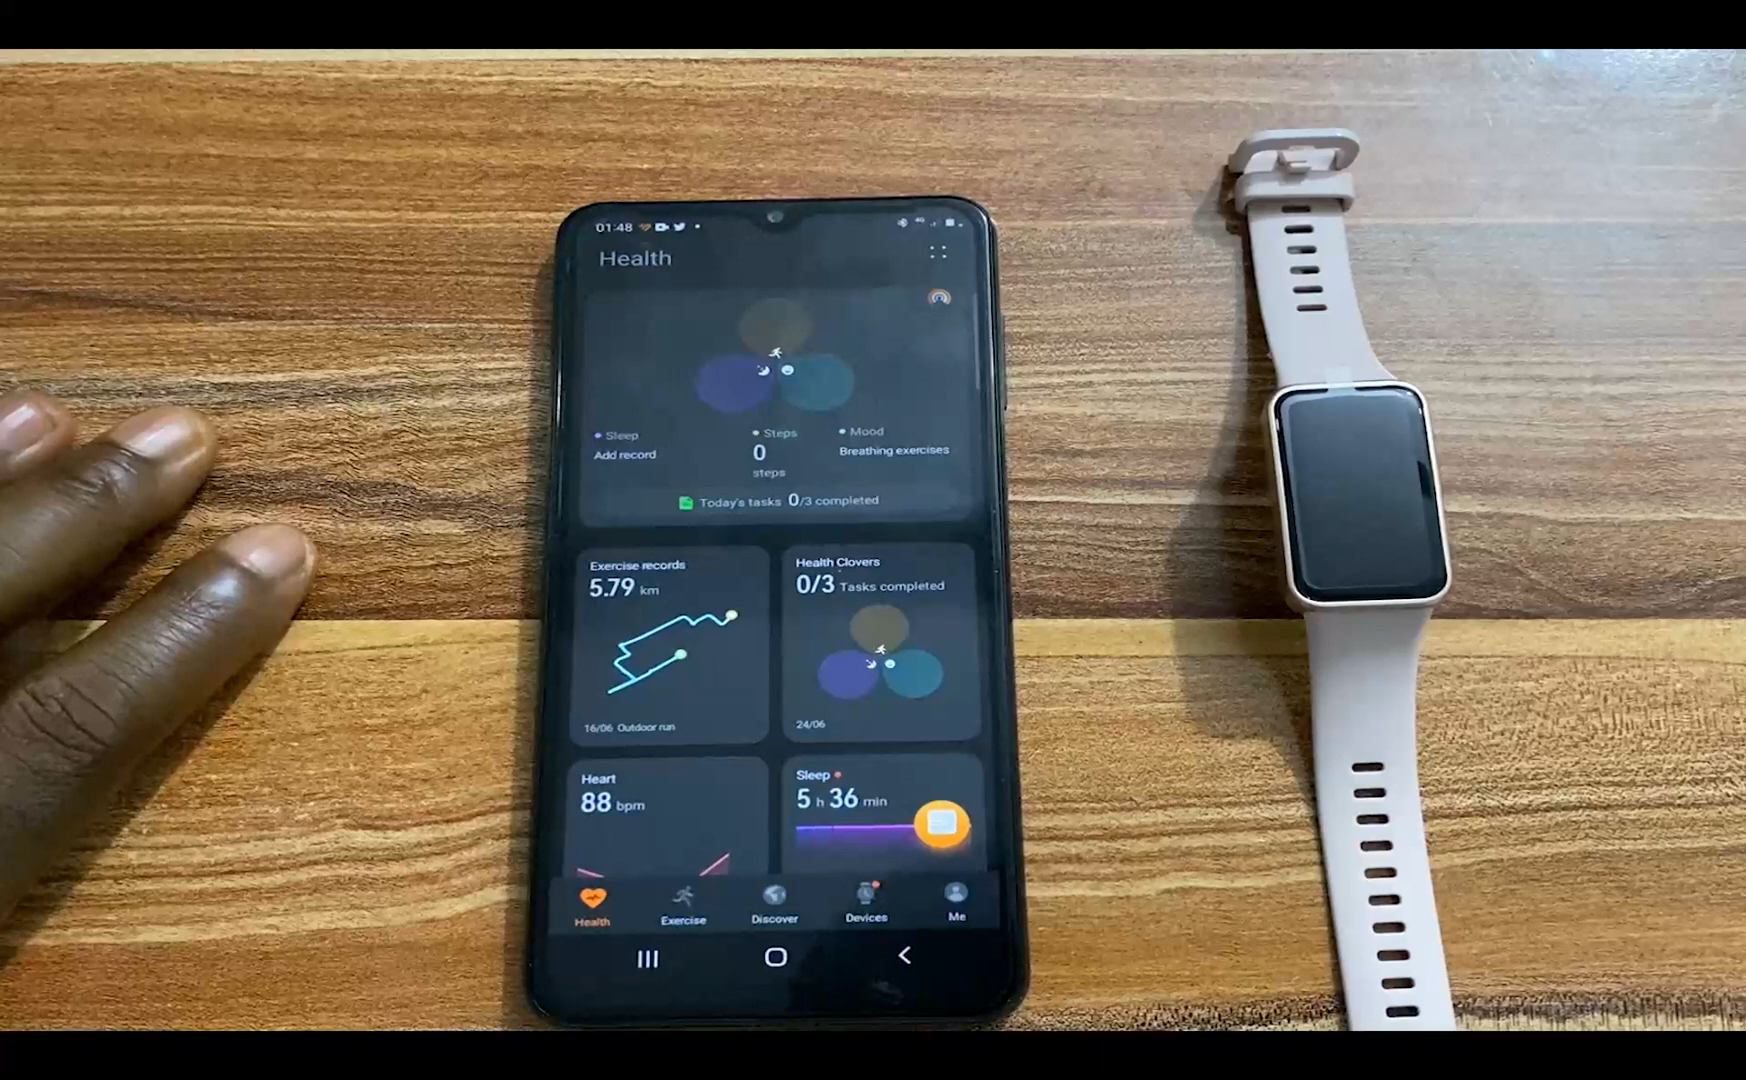 01:48
Health
Sleep
Steps
Mood
Add record
0
Breathing exercises
steps
Today's tasks 0/3 completed
Exercise records
5.79 km
16/06 Outdoor run
Health Clovers
0/3 Tasks completed
24/06
Heart
88 bpm
Sleep
5 h 36 min
Health
Exercise
Discover
Devices
Me